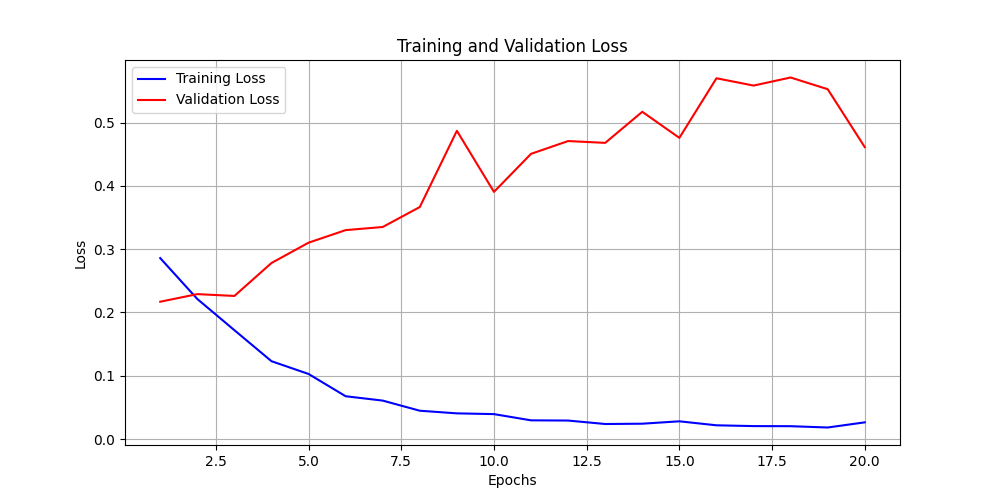 Training and Validation Loss
Training Loss
Validation Loss
0.5
0.4
0.3
0.2
0.1
0.0
Loss
2.5 5.0 7.5 10.0 12.5 15.0 17.5 20.0
Epochs